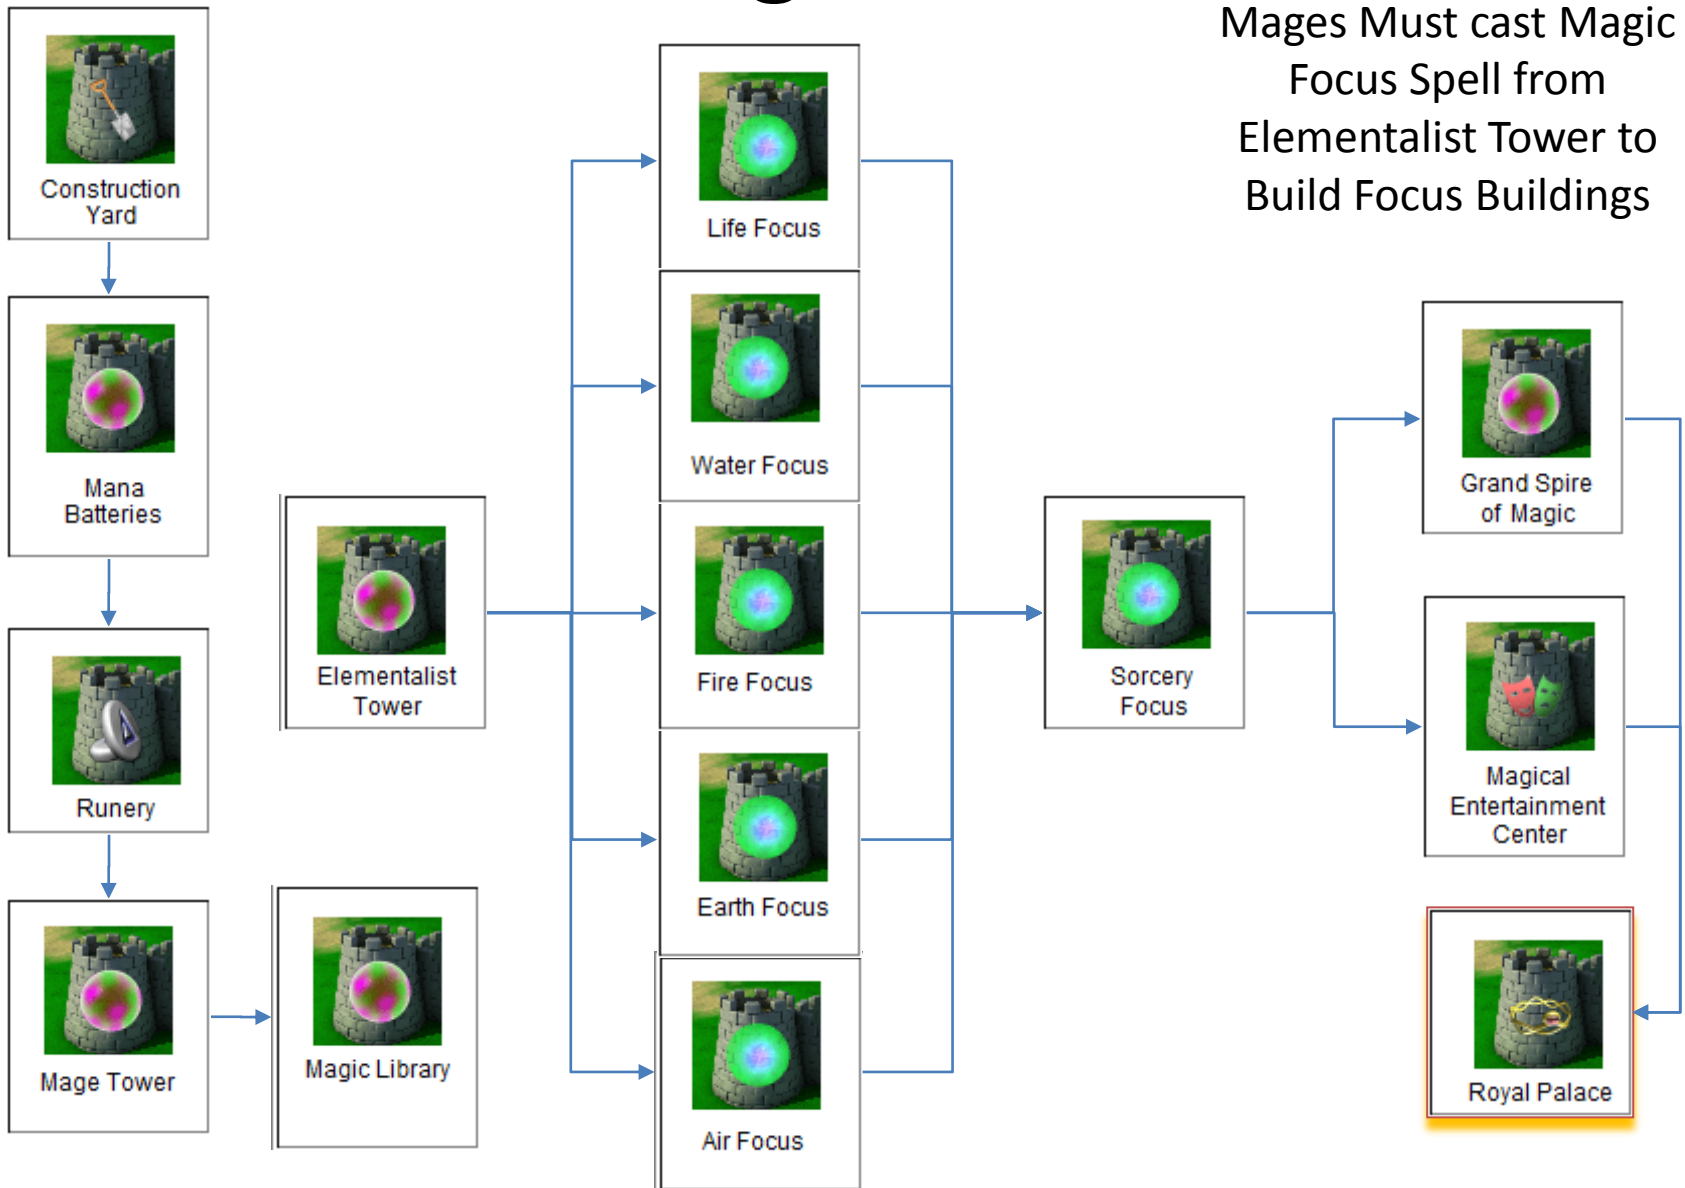 Mages Must cast Magic
Focus Spell from
Elementalist Tower to
Build Focus Buildings
Construction
Yard
Mana
Batteries
Runery
Mage Tower
Magic Library
Elementalist
Tower
Life Focus
Water Focus
Fire Focus
Earth Focus
Air Focus
Sorcery
Focus
Grand Spire
of Magic
Magical
Entertainment
Center
Royal Palace